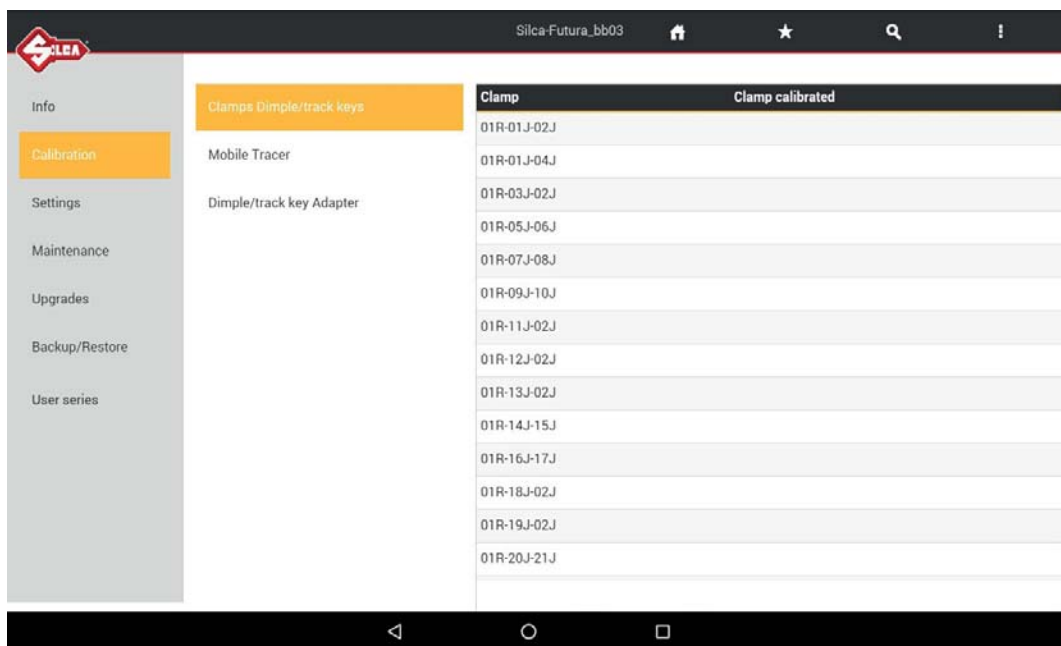 SILCA
Silca-Futura_bb03
Info
Calibration
Settings
Maintenance
Upgrades
Backup/Restore
User series
Clamps Dimple/track keys
Mobile Tracer
Dimple/track key Adapter
Clamp Clamp calibrated
01R-01J-02J
01R-01J-04J
01R-03J-02J
01R-05J-06J
01R-07J-08J
01R-09J-10J
01R-11J-02J
01R-12J-02J
01R-13J-02J
01R-14J-15J
01R-16J-17J
01R-18J-02J
01R-19J-02J
01R-20J-21J